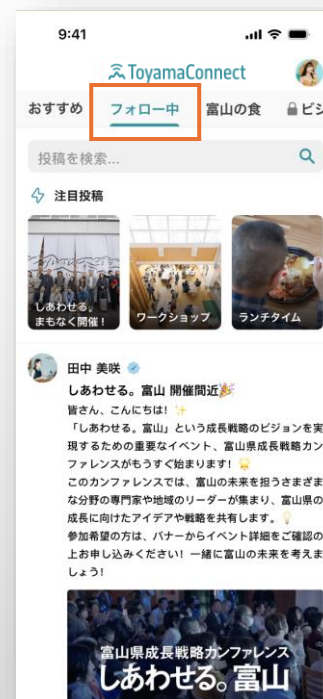 9:41
ToyamaConnect
おすすめ フォロー中 富山の食 ビジ
投稿を検索...
注目投稿
しあわせる。
まもなく開催！
ワークショップ
ランチタイム
田中 美咲
しあわせる。富山 開催間近🎉
皆さん、こんにちは！✨
「しあわせる。富山」という成長戦略のビジョンを実
現するための重要なイベント、富山県成長戦略カン
ファレンスがもうすぐ始まります！🌟
このカンファレンスでは、富山の未来を担うさまざま
な分野の専門家や地域のリーダーが集まり、富山県の
成長に向けたアイデアや戦略を共有します。💡
参加希望の方は、バナーからイベント詳細をご確認の
上お申し込みください！一緒に富山の未来を考えま
しょう！
富山県成長戦略カンファレンス
しあわせる。富山